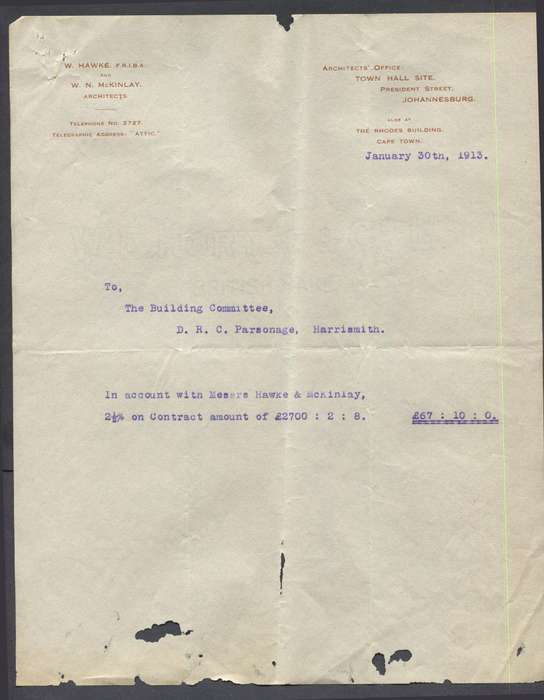 W. HAWKE. F.R.I.B.A.
AND
W. N. McKINLAY.
ARCHITECTS.
TELEPHONE NO. 2727.
TELEGRAPHIC ADDRESS: "ATTIC."
ARCHITECTS' OFFICE:
TOWN HALL SITE.
PRESIDENT STREET,
JOHANNESBURG.
ALSO AT
THE RHODES BUILDING.
CAPE TOWN.
January 30th, 1913.
To,
The Building Committee,
D. R. C. Parsonage, Harrismith.
In account with Messrs Hawke & McKinlay,
2½% on Contract amount of £2700 : 2 : 8. £67 : 10 : 0.